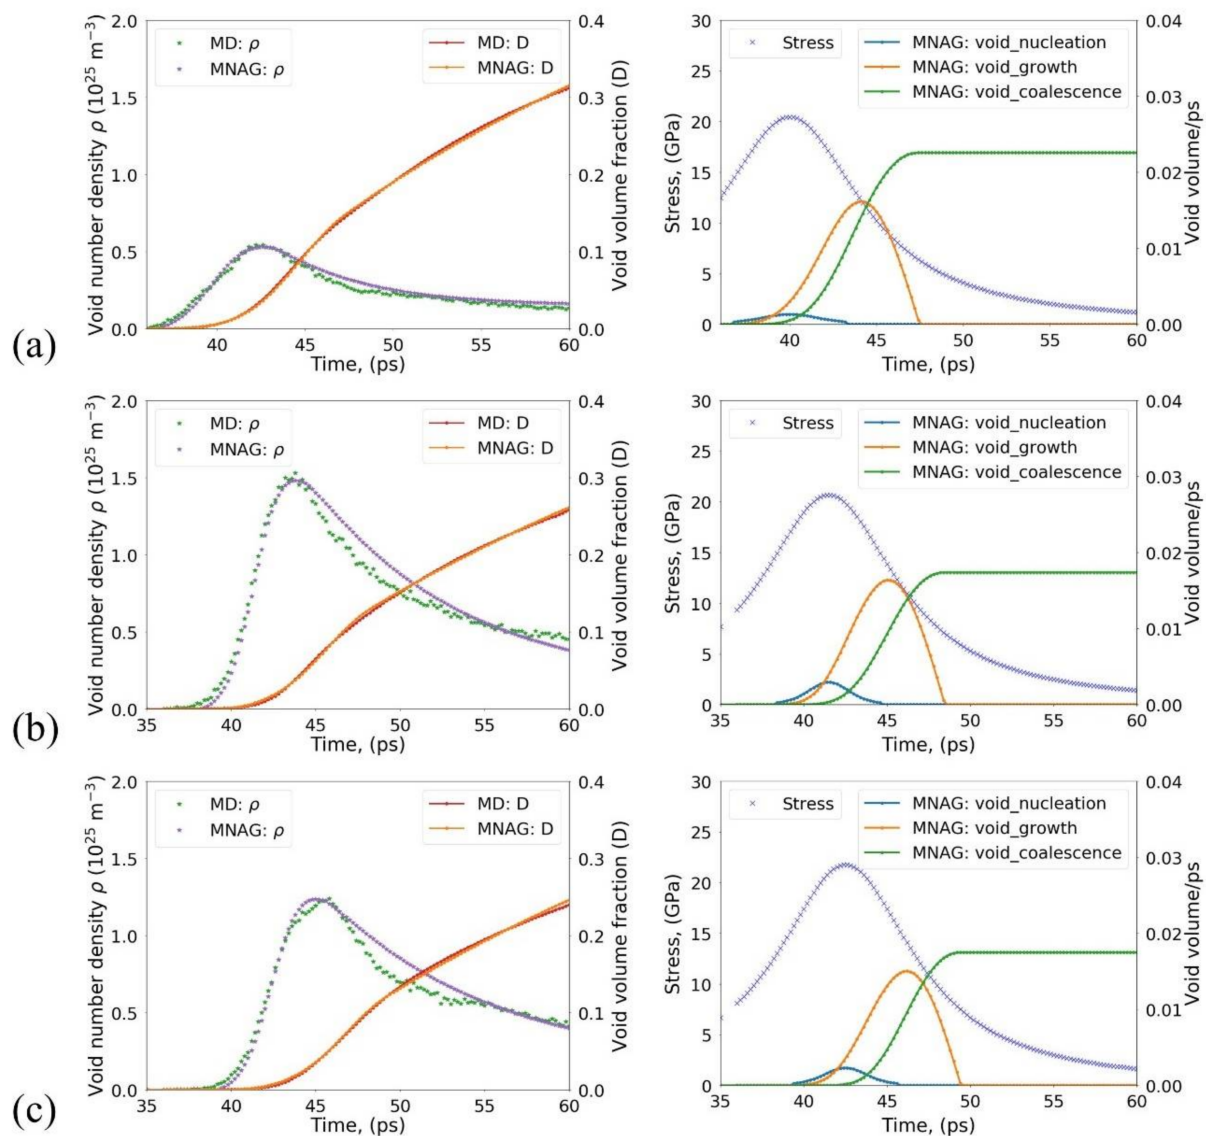 2.0
1.5
1.0
0.5
0.0
Void number density ρ (10²⁵ m⁻³)
MD: ρ
MNAG: ρ
MD: D
MNAG: D
0.4
0.3
0.2
0.1
0.0
Void volume fraction (D)
40 45 50 55 60
Time, (ps)
30
25
20
15
10
5
0
Stress, (GPa)
Stress
MNAG: void_nucleation
MNAG: void_growth
MNAG: void_coalescence
0.04
0.03
0.02
0.01
0.00
Void volume/ps
40 45 50 55 60
Time, (ps)
(a)
2.0
1.5
1.0
0.5
0.0
Void number density ρ (10²⁵ m⁻³)
MD: ρ
MNAG: ρ
MD: D
MNAG: D
0.4
0.3
0.2
0.1
0.0
Void volume fraction (D)
35 40 45 50 55 60
Time, (ps)
30
25
20
15
10
5
0
Stress, (GPa)
Stress
MNAG: void_nucleation
MNAG: void_growth
MNAG: void_coalescence
0.04
0.03
0.02
0.01
0.00
Void volume/ps
35 40 45 50 55 60
Time, (ps)
(b)
2.0
1.5
1.0
0.5
0.0
Void number density ρ (10²⁵ m⁻³)
MD: ρ
MNAG: ρ
MD: D
MNAG: D
0.4
0.3
0.2
0.1
0.0
Void volume fraction (D)
35 40 45 50 55 60
Time, (ps)
30
25
20
15
10
5
0
Stress, (GPa)
Stress
MNAG: void_nucleation
MNAG: void_growth
MNAG: void_coalescence
0.04
0.03
0.02
0.01
0.00
Void volume/ps
35 40 45 50 55 60
Time, (ps)
(c)